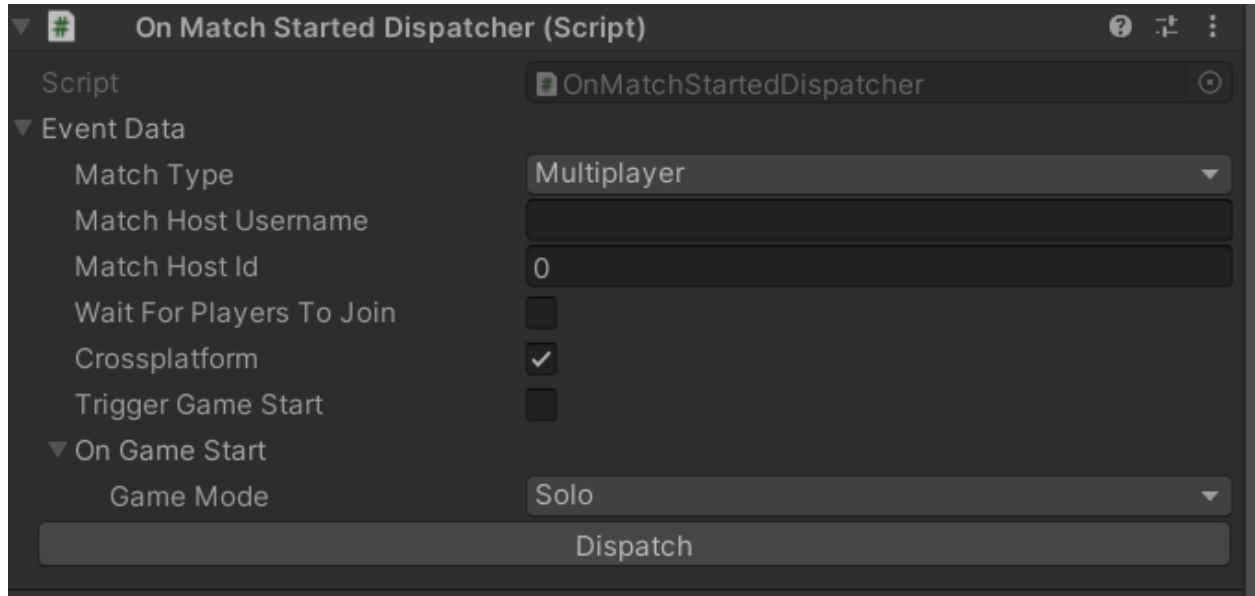 On Match Started Dispatcher (Script)
Script OnMatchStartedDispatcher
Event Data
Match Type Multiplayer
Match Host Username
Match Host Id 0
Wait For Players To Join
Crossplatform
Trigger Game Start
On Game Start
Game Mode Solo
Dispatch